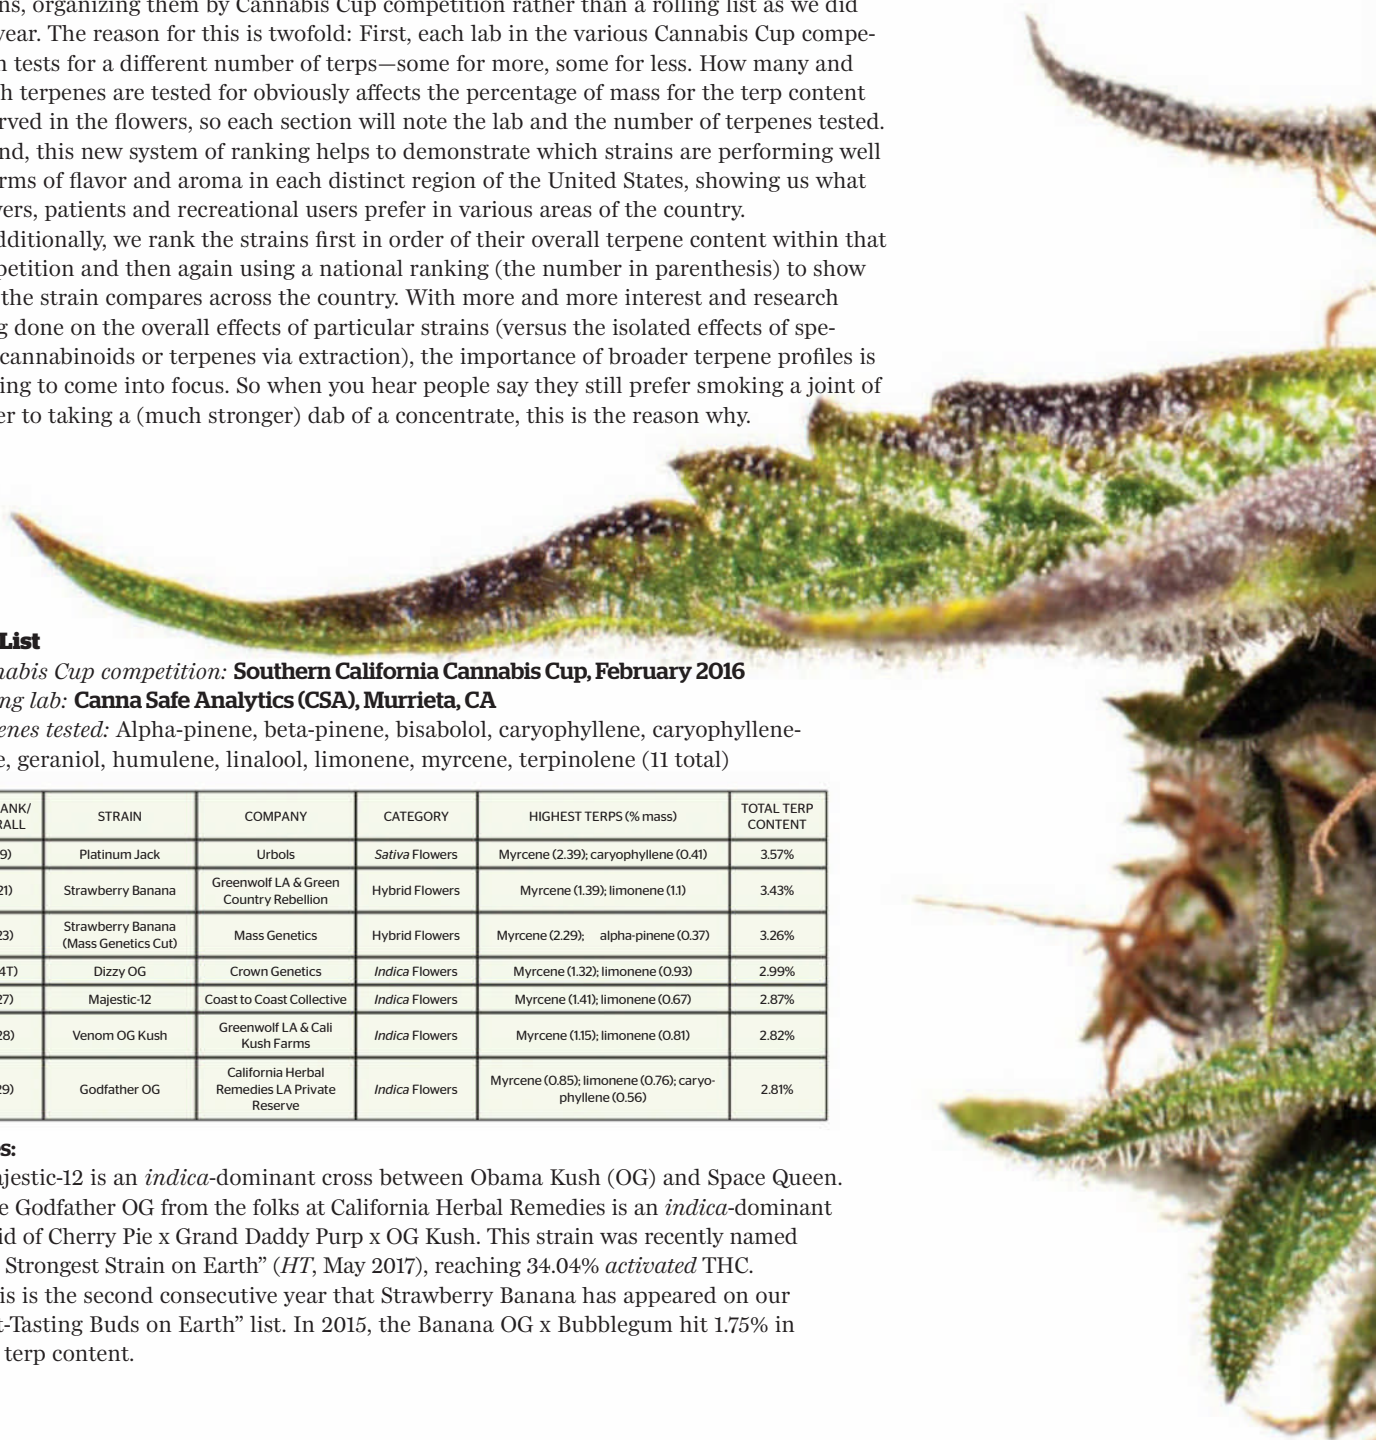 ns, organizing them by Cannabis Cup competition rather than a rolling list as we did
year. The reason for this is twofold: First, each lab in the various Cannabis Cup compe-
n tests for a different number of terps—some for more, some for less. How many and
h terpenes are tested for obviously affects the percentage of mass for the terp content
rved in the flowers, so each section will note the lab and the number of terpenes tested.
nd, this new system of ranking helps to demonstrate which strains are performing well
rms of flavor and aroma in each distinct region of the United States, showing us what
vers, patients and recreational users prefer in various areas of the country.
dditionally, we rank the strains first in order of their overall terpene content within that
petition and then again using a national ranking (the number in parenthesis) to show
the strain compares across the country. With more and more interest and research
g done on the overall effects of particular strains (versus the isolated effects of spe-
cannabinoids or terpenes via extraction), the importance of broader terpene profiles is
ing to come into focus. So when you hear people say they still prefer smoking a joint of
er to taking a (much stronger) dab of a concentrate, this is the reason why.
List
nabis Cup competition: Southern California Cannabis Cup, February 2016
ng lab: Canna Safe Analytics (CSA), Murrieta, CA
enes tested: Alpha-pinene, beta-pinene, bisabolol, caryophyllene, caryophyllene-
e, geraniol, humulene, linalool, limonene, myrcene, terpinolene (11 total)
ANK/ RALL STRAIN COMPANY CATEGORY HIGHEST TERPS (% mass) TOTAL TERP CONTENT
9) Platinum Jack Urbols Sativa Flowers Myrcene (2.39); caryophyllene (0.41) 3.57%
21) Strawberry Banana Greenwolf LA & Green Country Rebellion Hybrid Flowers Myrcene (1.39); limonene (1.1) 3.43%
23) Strawberry Banana (Mass Genetics Cut) Mass Genetics Hybrid Flowers Myrcene (2.29); alpha-pinene (0.37) 3.26%
4T) Dizzy OG Crown Genetics Indica Flowers Myrcene (1.32); limonene (0.93) 2.99%
27) Majestic-12 Coast to Coast Collective Indica Flowers Myrcene (1.41); limonene (0.67) 2.87%
28) Venom OG Kush Greenwolf LA & Cali Kush Farms Indica Flowers Myrcene (1.15); limonene (0.81) 2.82%
29) Godfather OG California Herbal Remedies LA Private Reserve Indica Flowers Myrcene (0.85); limonene (0.76); caryo-phyllene (0.56) 2.81%
s:
ajestic-12 is an indica-dominant cross between Obama Kush (OG) and Space Queen.
e Godfather OG from the folks at California Herbal Remedies is an indica-dominant
id of Cherry Pie x Grand Daddy Purp x OG Kush. This strain was recently named
Strongest Strain on Earth” (HT, May 2017), reaching 34.04% activated THC.
is is the second consecutive year that Strawberry Banana has appeared on our
t-Tasting Buds on Earth” list. In 2015, the Banana OG x Bubblegum hit 1.75% in
terp content.